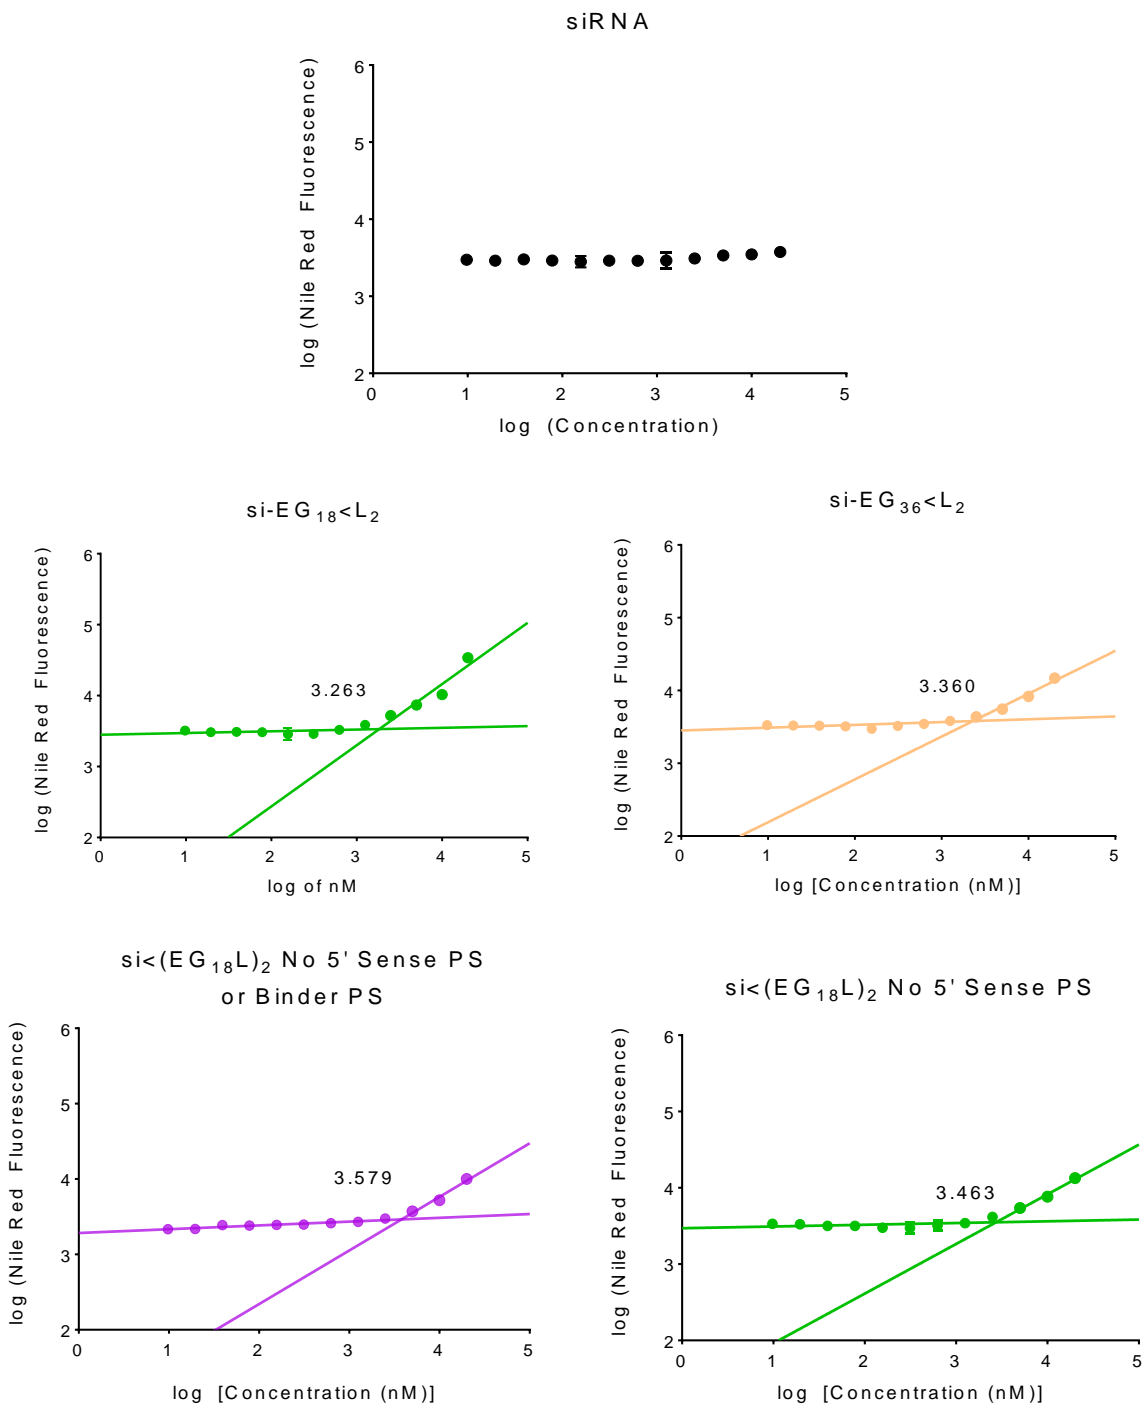 siRNA
log (Nile Red Fluorescence)
6
5
4
3
2
0 1 2 3 4 5
log (Concentration)
si-EG18<L2
log (Nile Red Fluorescence)
6
5
4
3
2
3.263
0 1 2 3 4 5
log of nM
si-EG36<L2
log (Nile Red Fluorescence)
6
5
4
3
2
3.360
0 1 2 3 4 5
log [Concentration (nM)]
si<(EG18L)2 No 5' Sense PS
or Binder PS
log (Nile Red Fluorescence)
6
5
4
3
2
3.579
0 1 2 3 4 5
log [Concentration (nM)]
si<(EG18L)2 No 5' Sense PS
log (Nile Red Fluorescence)
6
5
4
3
2
3.463
0 1 2 3 4 5
log [Concentration (nM)]